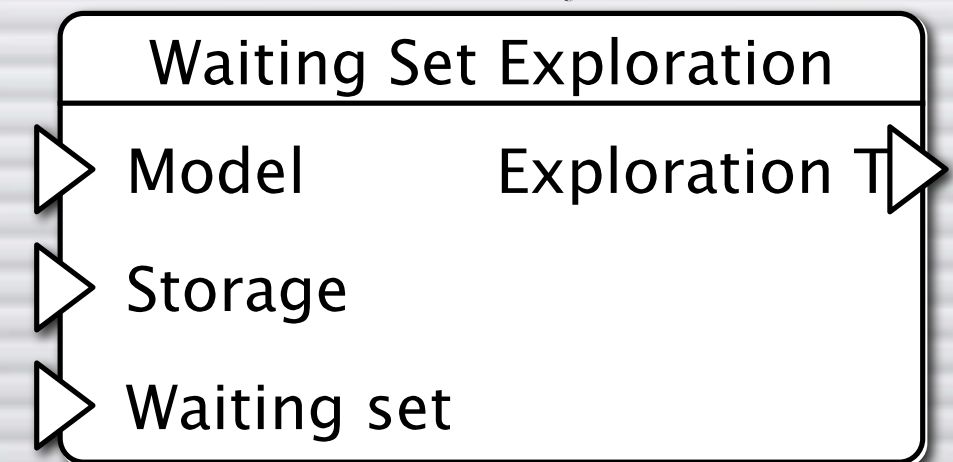 Waiting Set Exploration
Model Exploration T
Storage
Waiting set